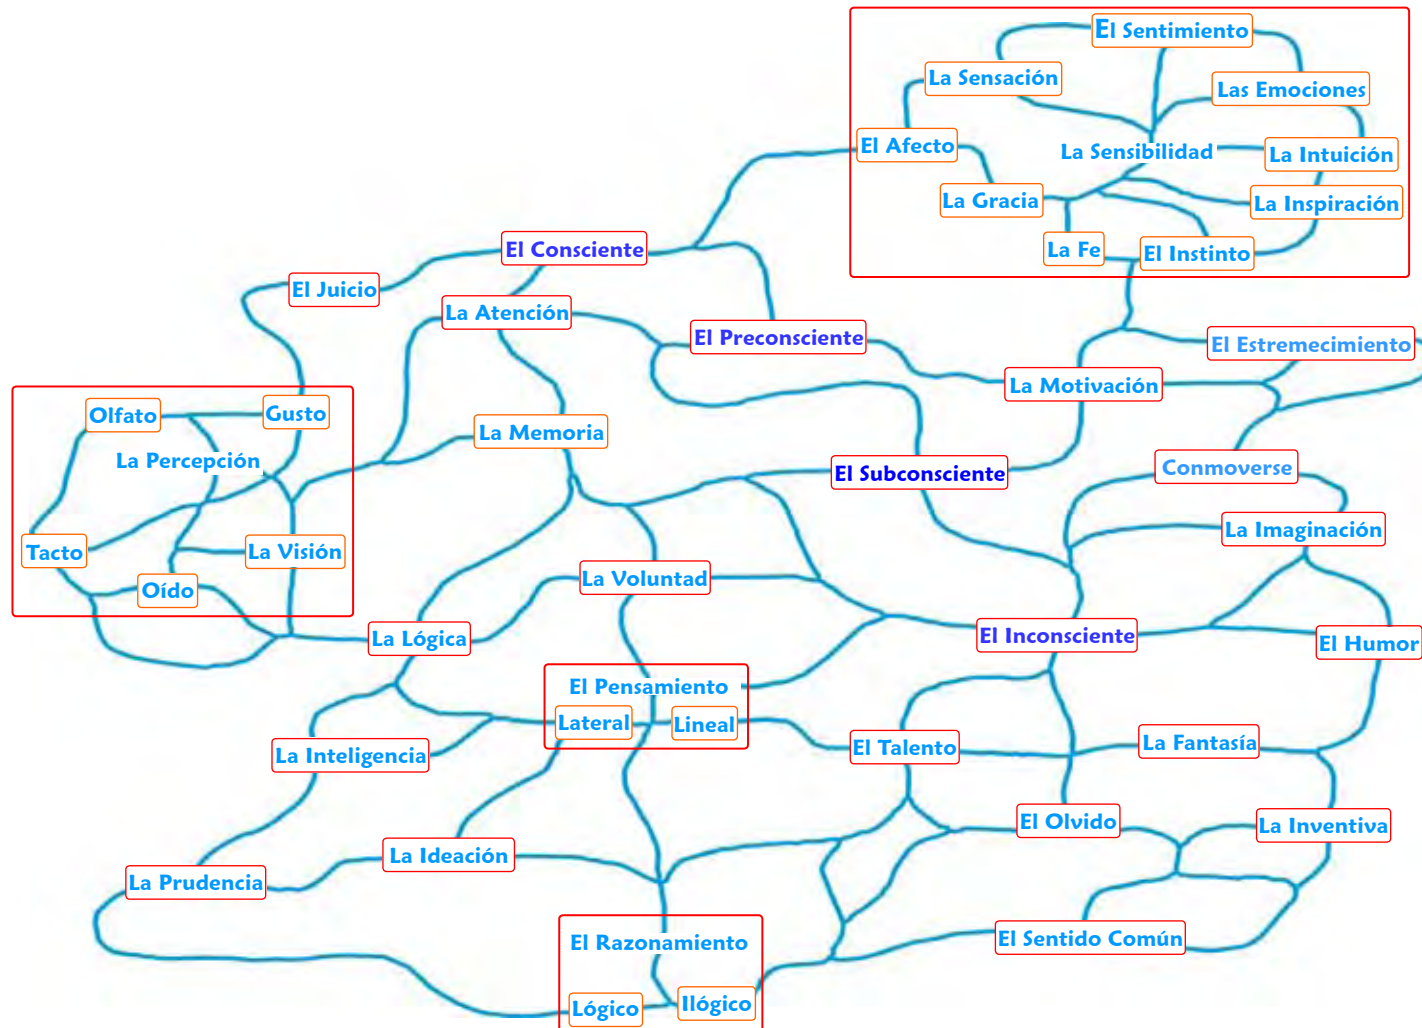 El Sentimiento
La Sensación
Las Emociones
El Afecto
La Sensibilidad
La Intuición
La Gracia
La Inspiración
La Fe
El Instinto
El Consciente
El Juicio
La Atención
El Preconsciente
El Estremecimiento
La Motivación
Olfato
Gusto
La Memoria
La Percepción
El Subconsciente
Conmoverse
La Imaginación
Tacto
La Visión
Oído
La Voluntad
La Lógica
El Inconsciente
El Humor
El Pensamiento
Lateral
Lineal
La Inteligencia
El Talento
La Fantasía
El Olvido
La Inventiva
La Ideación
La Prudencia
El Razonamiento
El Sentido Común
Lógico
Ilógico